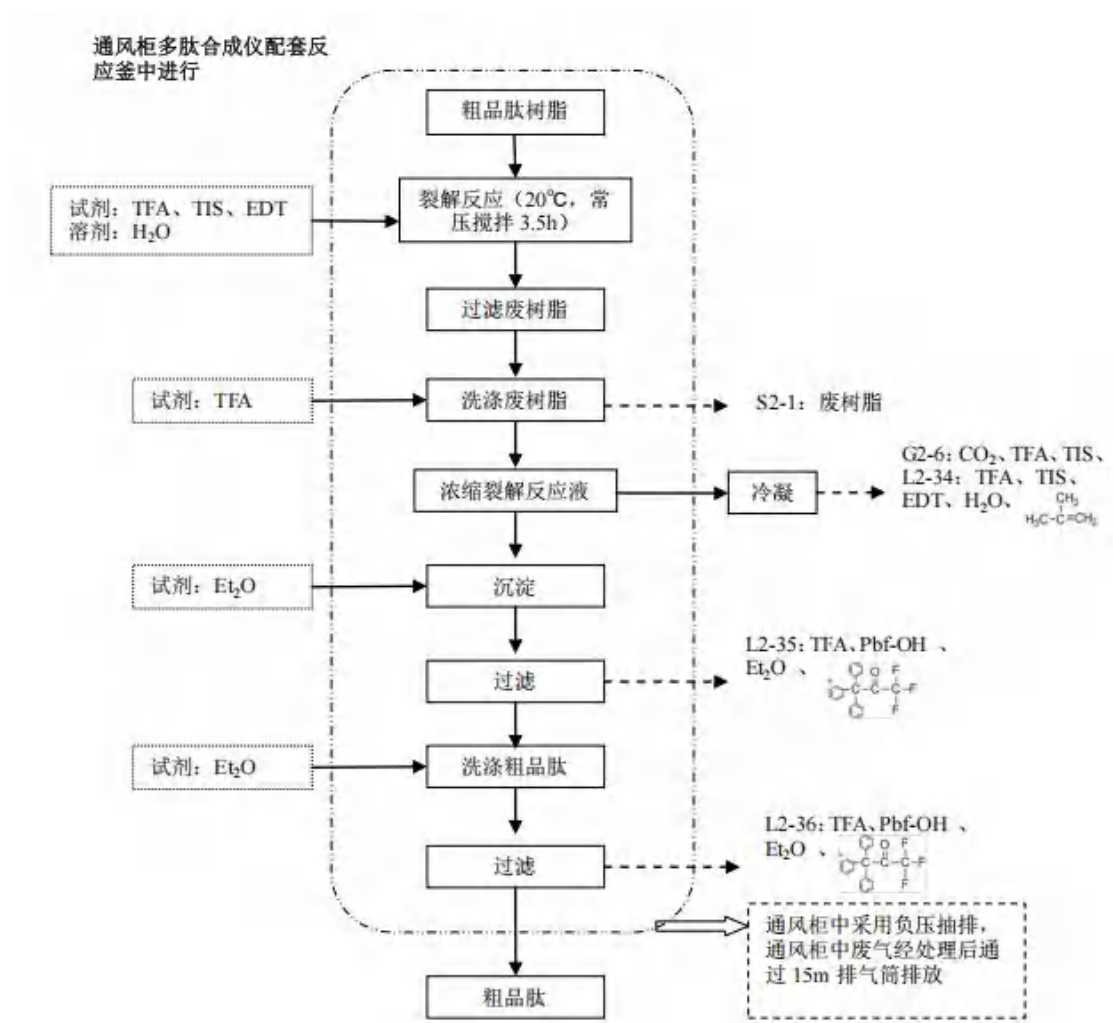 通风柜多肽合成仪配套反
应釜中进行
粗品肽树脂
试剂：TFA、TIS、EDT
溶剂：H₂O
裂解反应（20℃，常
压搅拌 3.5h）
过滤废树脂
试剂：TFA
洗涤废树脂
S2-1：废树脂
浓缩裂解反应液
冷凝
G2-6：CO₂、TFA、TIS、
L2-34：TFA、TIS、
EDT、H₂O、
CH₃
H₃C-C=CH₂
试剂：Et₂O
沉淀
过滤
L2-35：TFA、Pbf-OH 、
Et₂O 、
O F
C-C-C-F
F
试剂：Et₂O
洗涤粗品肽
过滤
L2-36：TFA、Pbf-OH 、
Et₂O 、
O F
C-C-C-F
F
通风柜中采用负压抽排，
通风柜中废气经处理后通
过 15m 排气筒排放
粗品肽